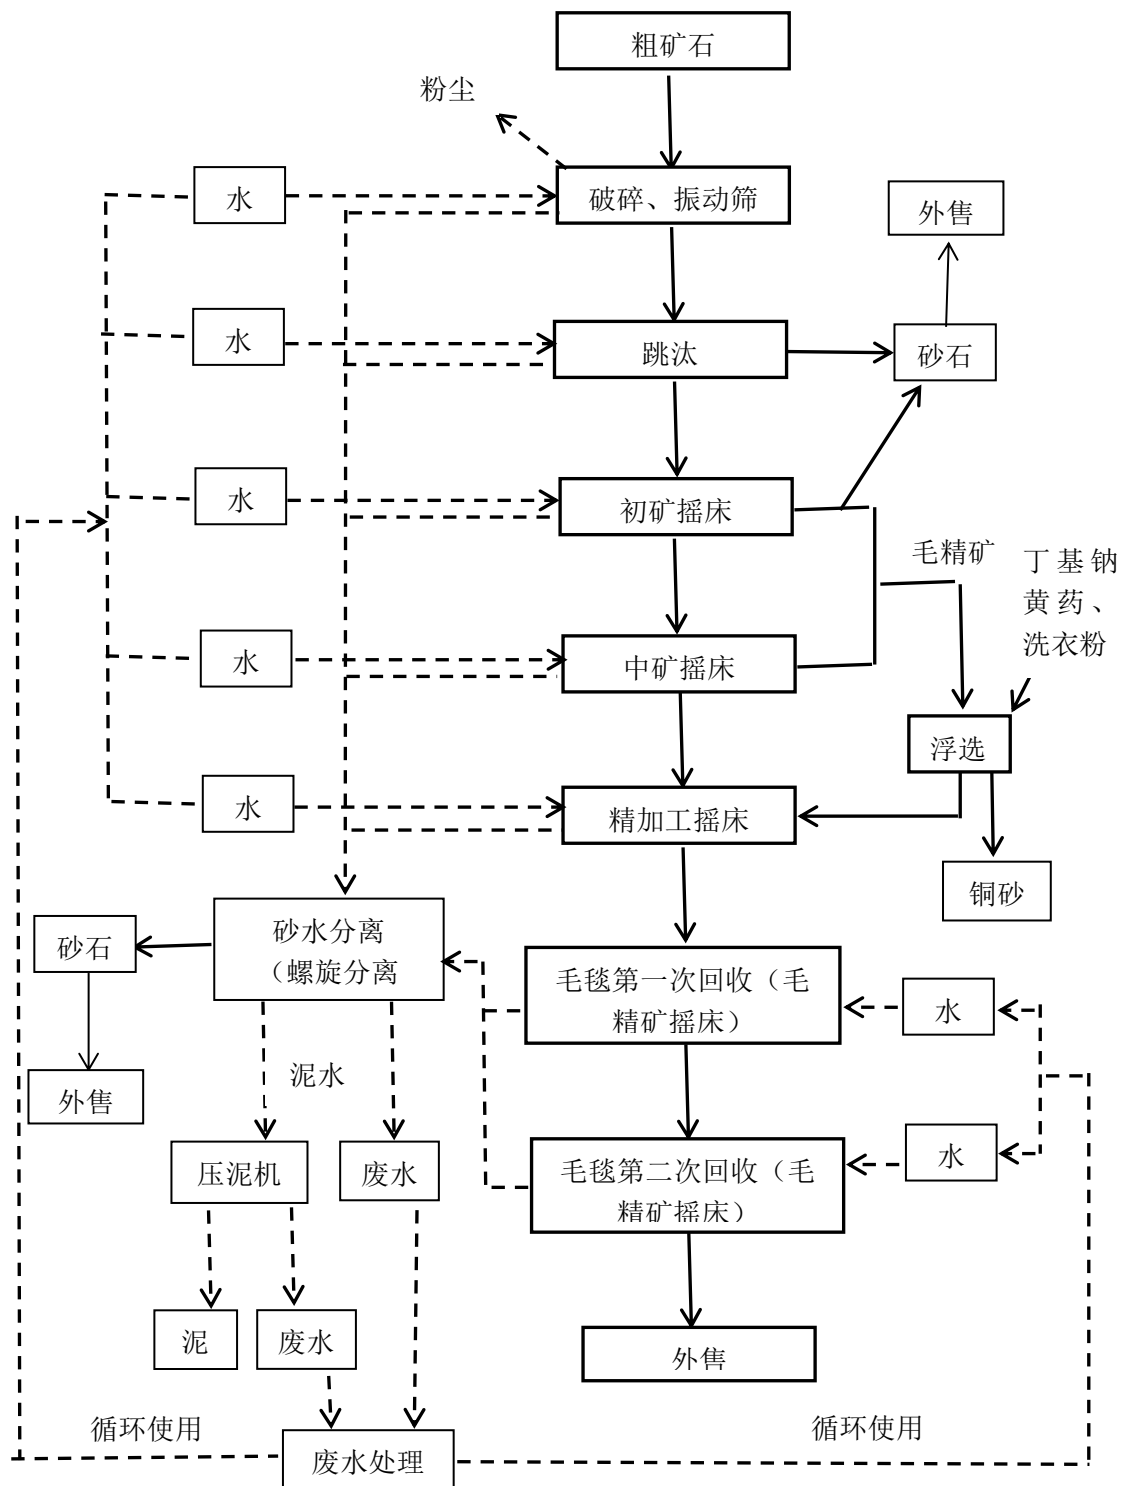 粗矿石
粉尘
水
破碎、振动筛
外售
水
跳汰
砂石
水
初矿摇床
毛精矿
丁基钠
黄药、
洗衣粉
水
中矿摇床
浮选
水
精加工摇床
铜砂
砂石
砂水分离
（螺旋分离
毛毯第一次回收（毛
精矿摇床）
水
外售
泥水
压泥机
废水
毛毯第二次回收（毛
精矿摇床）
水
泥
废水
外售
循环使用
废水处理
循环使用